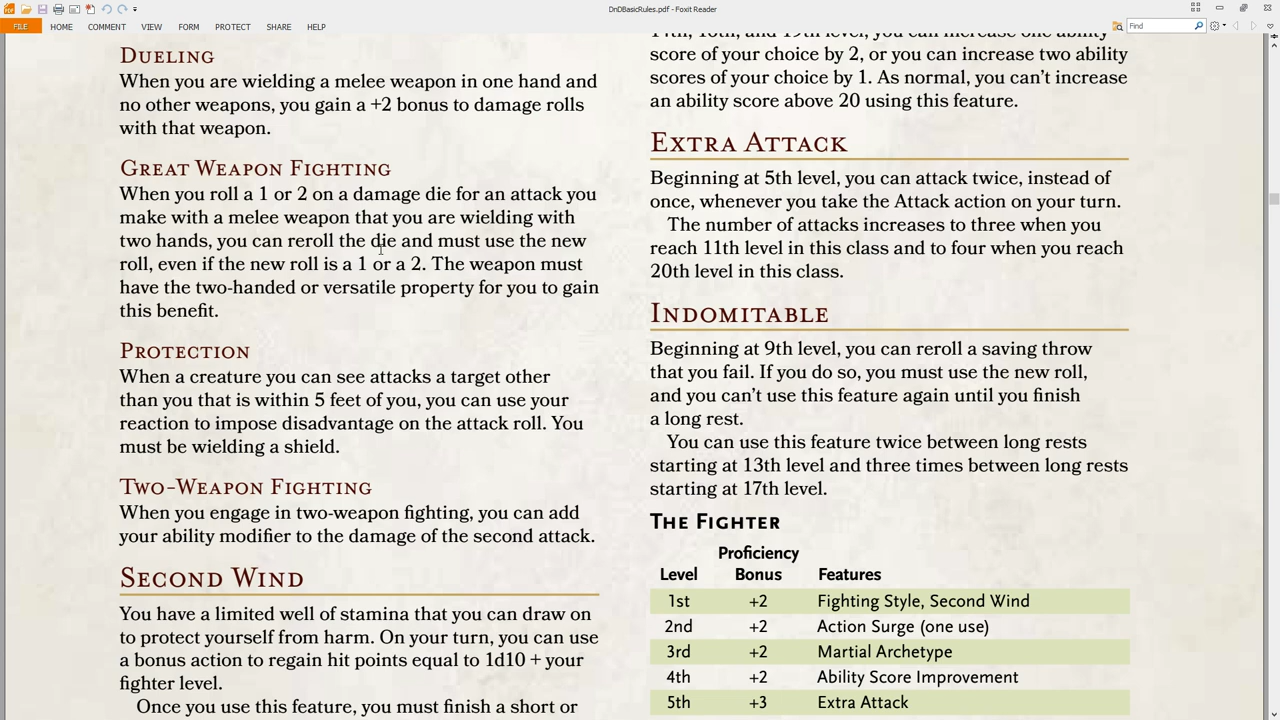 DnDBasicRules.pdf - Foxit Reader
FILE HOME COMMENT VIEW FORM PROTECT SHARE HELP
Find
DUELING
When you are wielding a melee weapon in one hand and
no other weapons, you gain a +2 bonus to damage rolls
with that weapon.
GREAT WEAPON FIGHTING
When you roll a 1 or 2 on a damage die for an attack you
make with a melee weapon that you are wielding with
two hands, you can reroll the die and must use the new
roll, even if the new roll is a 1 or a 2. The weapon must
have the two-handed or versatile property for you to gain
this benefit.
PROTECTION
When a creature you can see attacks a target other
than you that is within 5 feet of you, you can use your
reaction to impose disadvantage on the attack roll. You
must be wielding a shield.
TWO-WEAPON FIGHTING
When you engage in two-weapon fighting, you can add
your ability modifier to the damage of the second attack.
SECOND WIND
You have a limited well of stamina that you can draw on
to protect yourself from harm. On your turn, you can use
a bonus action to regain hit points equal to 1d10 + your
fighter level.
Once you use this feature, you must finish a short or
14th, 16th, and 19th level, you can increase one ability
score of your choice by 2, or you can increase two ability
scores of your choice by 1. As normal, you can't increase
an ability score above 20 using this feature.
EXTRA ATTACK
Beginning at 5th level, you can attack twice, instead of
once, whenever you take the Attack action on your turn.
The number of attacks increases to three when you
reach 11th level in this class and to four when you reach
20th level in this class.
INDOMITABLE
Beginning at 9th level, you can reroll a saving throw
that you fail. If you do so, you must use the new roll,
and you can't use this feature again until you finish
a long rest.
You can use this feature twice between long rests
starting at 13th level and three times between long rests
starting at 17th level.
THE FIGHTER
Proficiency
Level Bonus Features
1st +2 Fighting Style, Second Wind
2nd +2 Action Surge (one use)
3rd +2 Martial Archetype
4th +2 Ability Score Improvement
5th +3 Extra Attack